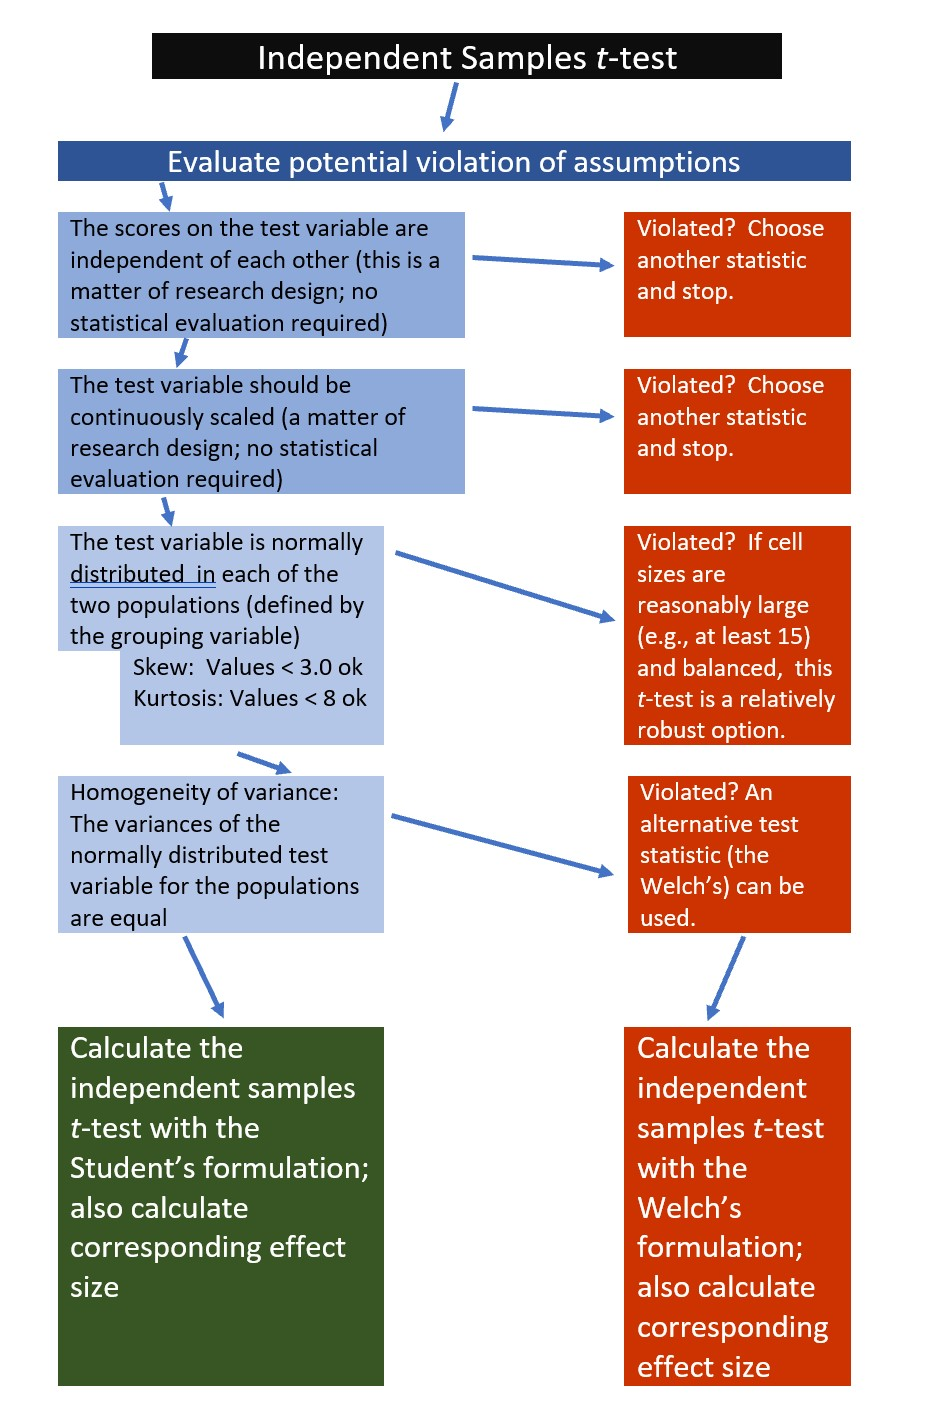 Independent Samples t-test
Evaluate potential violation of assumptions
The scores on the test variable are
independent of each other (this is a
matter of research design; no
statistical evaluation required)
Violated?  Choose
another statistic
and stop.
The test variable should be
continuously scaled (a matter of
research design; no statistical
evaluation required)
Violated?  Choose
another statistic
and stop.
The test variable is normally
distributed  in each of the
two populations (defined by
the grouping variable)
Skew:  Values < 3.0 ok
Kurtosis: Values < 8 ok
Violated?  If cell
sizes are
reasonably large
(e.g., at least 15)
and balanced,  this
t-test is a relatively
robust option.
Homogeneity of variance:
The variances of the
normally distributed test
variable for the populations
are equal
Violated? An
alternative test
statistic (the
Welch’s) can be
used.
Calculate the
independent samples
t-test with the
Student’s formulation;
also calculate
corresponding effect
size
Calculate the
independent
samples t-test
with the
Welch’s
formulation;
also calculate
corresponding
effect size